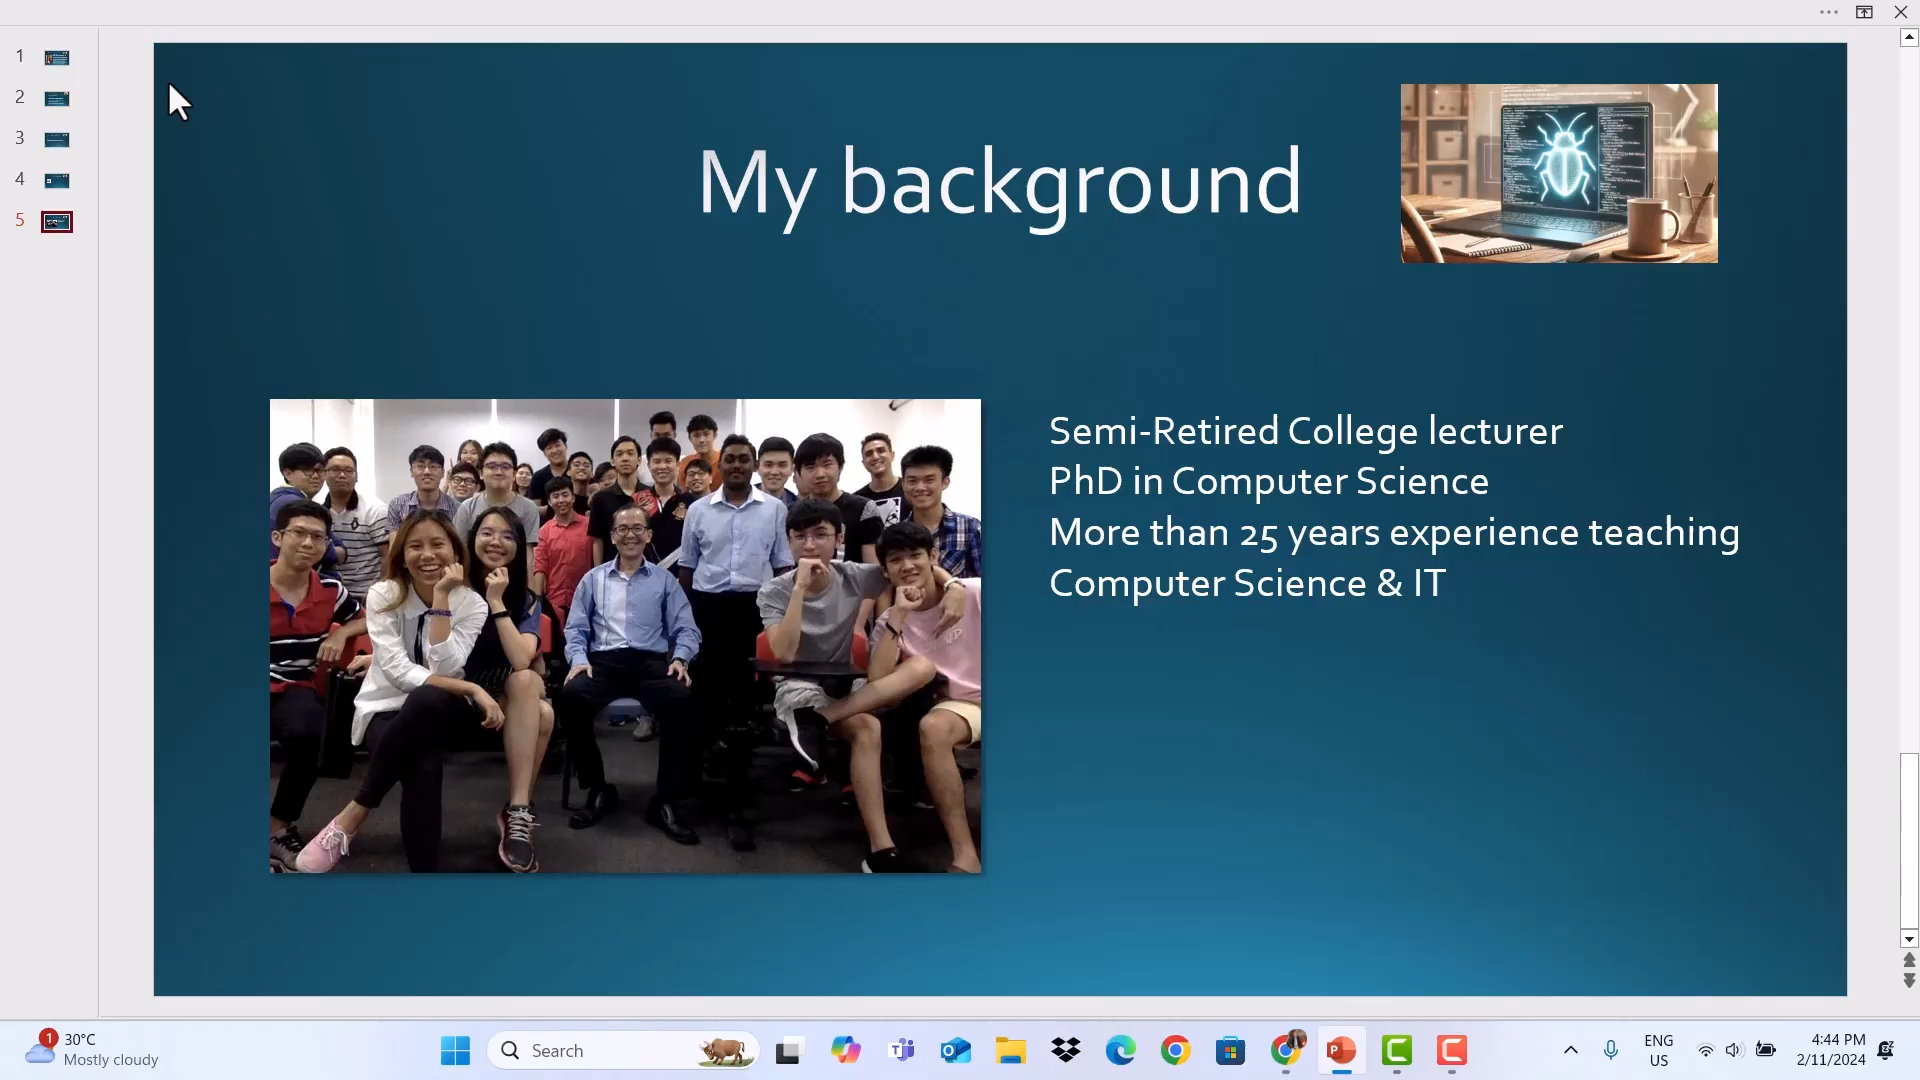 1
2
3
4
5
My background
Semi-Retired College lecturer
PhD in Computer Science
More than 25 years experience teaching
Computer Science & IT
1
30°C
Mostly cloudy
Search
ENG
US
4:44 PM
2/11/2024